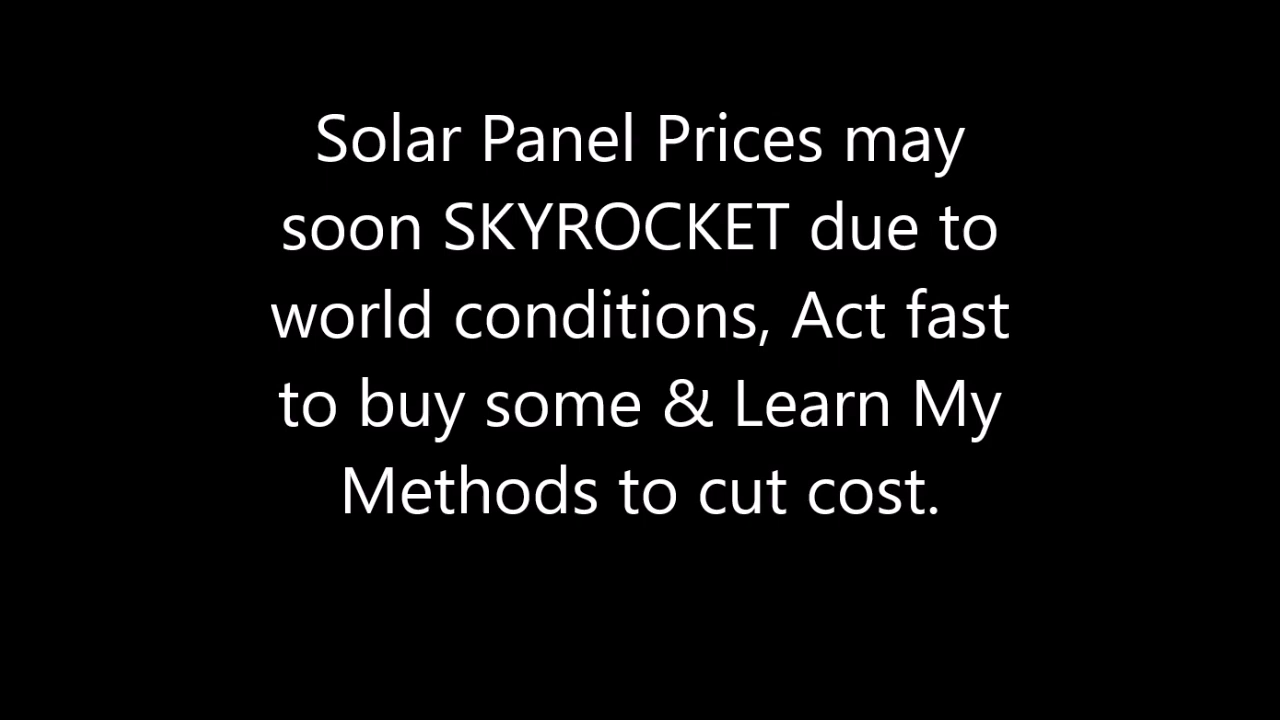 Solar Panel Prices may
soon SKYROCKET due to
world conditions, Act fast
to buy some & Learn My
Methods to cut cost.